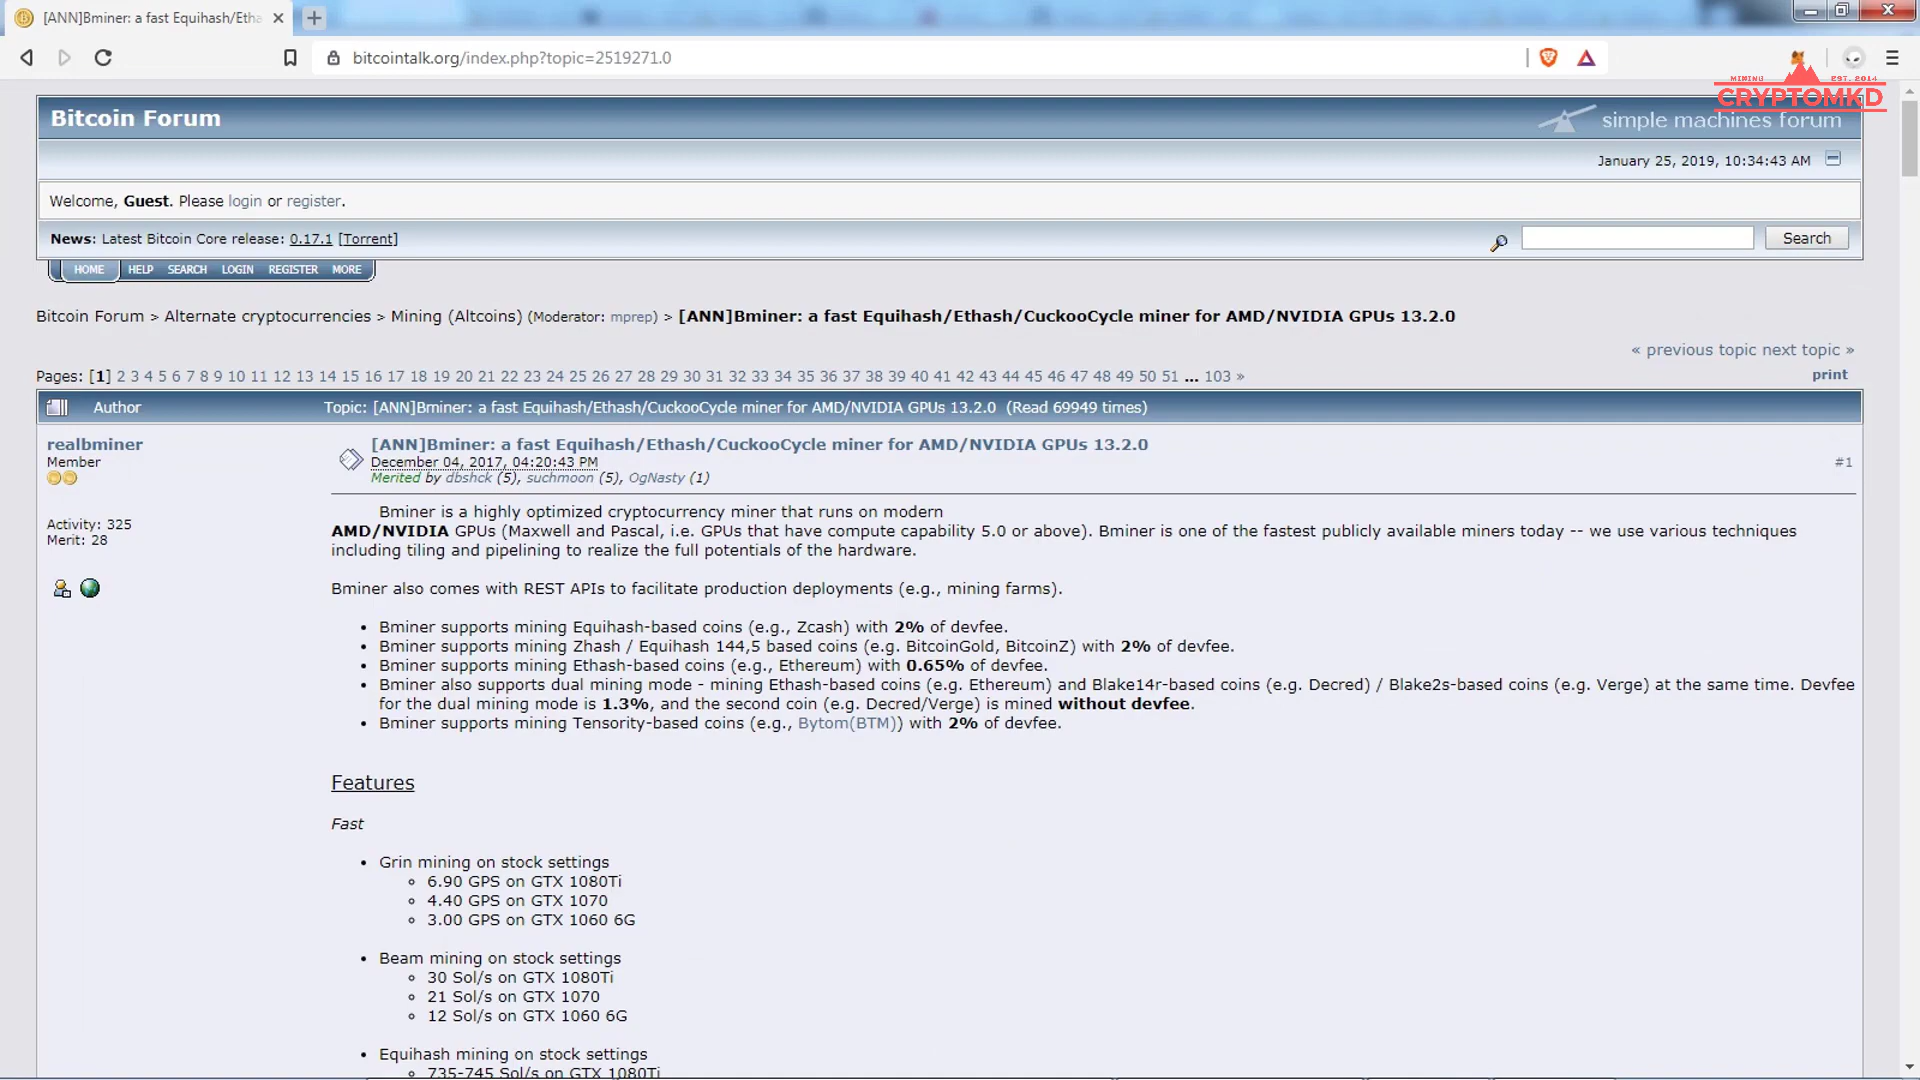 [ANN]Bminer: a fast Equihash/Eth
bitcointalk.org/index.php?topic=2519271.0
MINING EST. 2014
CRYPTOMKD
Bitcoin Forum
simple machines forum
January 25, 2019, 10:34:43 AM
Welcome, Guest. Please login or register.
News: Latest Bitcoin Core release: 0.17.1 [Torrent]
Search
HOME HELP SEARCH LOGIN REGISTER MORE
Bitcoin Forum > Alternate cryptocurrencies > Mining (Altcoins) (Moderator: mprep) > [ANN]Bminer: a fast Equihash/Ethash/CuckooCycle miner for AMD/NVIDIA GPUs 13.2.0
« previous topic next topic »
Pages: [1] 2 3 4 5 6 7 8 9 10 11 12 13 14 15 16 17 18 19 20 21 22 23 24 25 26 27 28 29 30 31 32 33 34 35 36 37 38 39 40 41 42 43 44 45 46 47 48 49 50 51 ... 103 »
print
Author
Topic: [ANN]Bminer: a fast Equihash/Ethash/CuckooCycle miner for AMD/NVIDIA GPUs 13.2.0 (Read 69949 times)
realbminer
Member
Activity: 325
Merit: 28
[ANN]Bminer: a fast Equihash/Ethash/CuckooCycle miner for AMD/NVIDIA GPUs 13.2.0
December 04, 2017, 04:20:43 PM
#1
Merited by dbshck (5), suchmoon (5), OgNasty (1)
Bminer is a highly optimized cryptocurrency miner that runs on modern
AMD/NVIDIA GPUs (Maxwell and Pascal, i.e. GPUs that have compute capability 5.0 or above). Bminer is one of the fastest publicly available miners today -- we use various techniques
including tiling and pipelining to realize the full potentials of the hardware.
Bminer also comes with REST APIs to facilitate production deployments (e.g., mining farms).
• Bminer supports mining Equihash-based coins (e.g., Zcash) with 2% of devfee.
• Bminer supports mining Zhash / Equihash 144,5 based coins (e.g. BitcoinGold, BitcoinZ) with 2% of devfee.
• Bminer supports mining Ethash-based coins (e.g., Ethereum) with 0.65% of devfee.
• Bminer also supports dual mining mode - mining Ethash-based coins (e.g. Ethereum) and Blake14r-based coins (e.g. Decred) / Blake2s-based coins (e.g. Verge) at the same time. Devfee
for the dual mining mode is 1.3%, and the second coin (e.g. Decred/Verge) is mined without devfee.
• Bminer supports mining Tensority-based coins (e.g., Bytom(BTM)) with 2% of devfee.
Features
Fast
• Grin mining on stock settings
6.90 GPS on GTX 1080Ti
4.40 GPS on GTX 1070
3.00 GPS on GTX 1060 6G
• Beam mining on stock settings
30 Sol/s on GTX 1080Ti
21 Sol/s on GTX 1070
12 Sol/s on GTX 1060 6G
• Equihash mining on stock settings
735-745 Sol/s on GTX 1080Ti